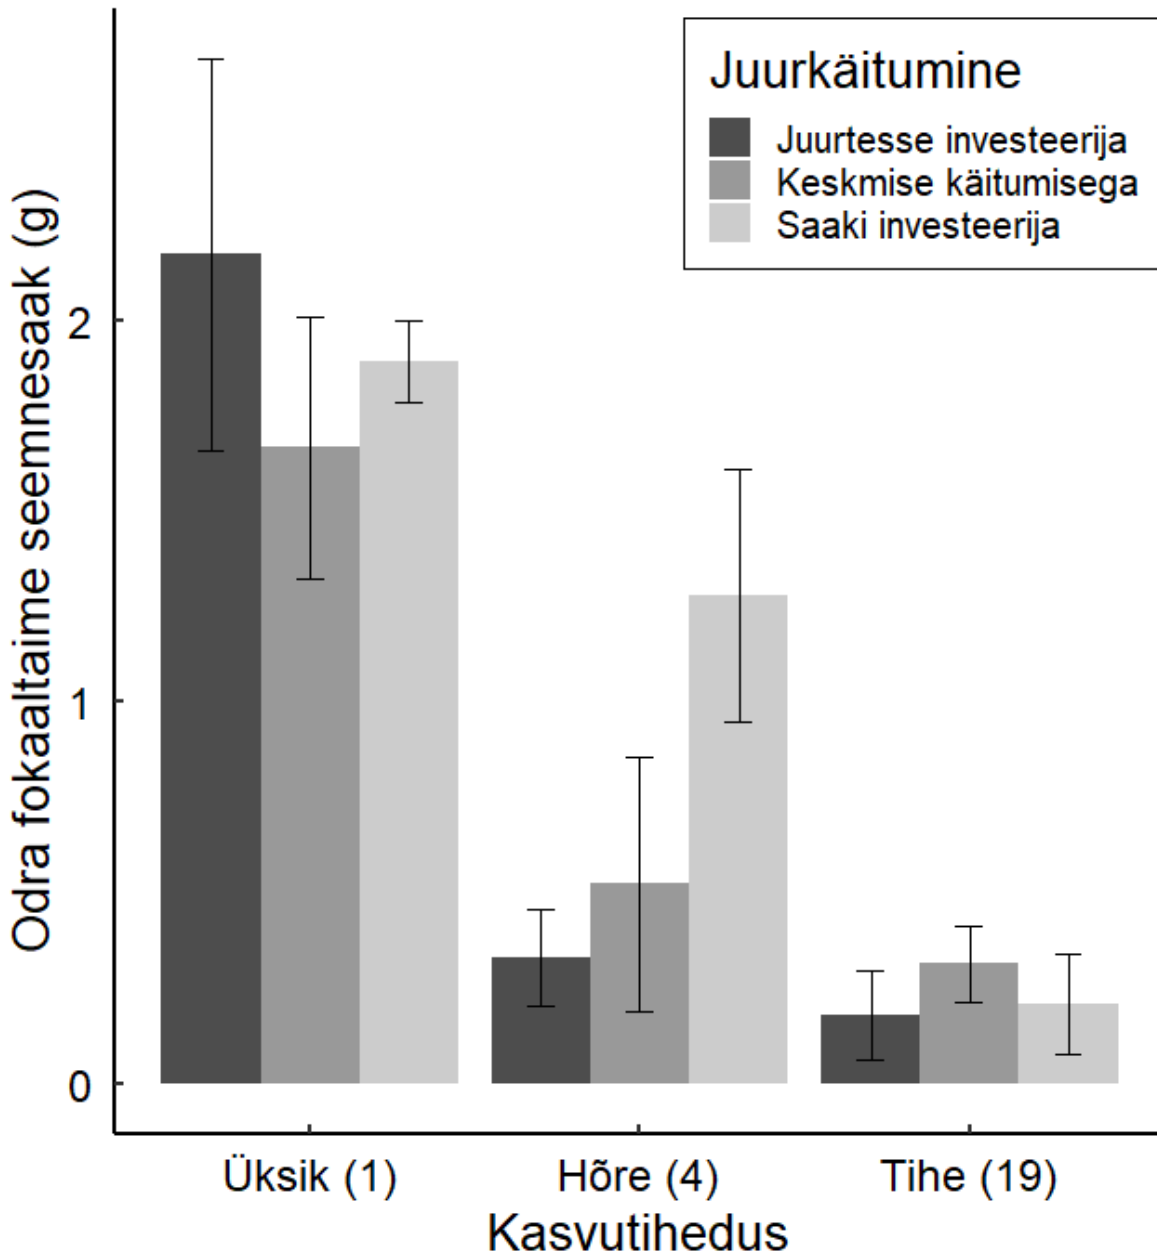 Juurkäitumine
Juurtesse investeerija
Keskmise käitumisega
Saaki investeerija
Odra fokaaltaime seemnesaak (g)
2
1
0
Üksik (1)
Hõre (4)
Tihe (19)
Kasvutihedus